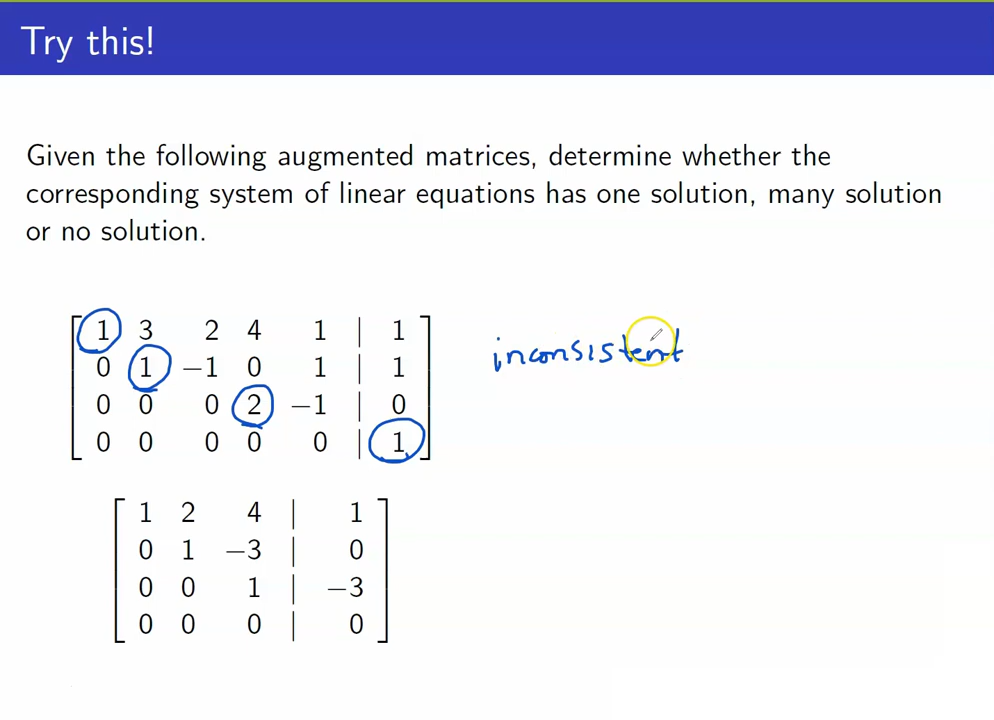 Try this!
Given the following augmented matrices, determine whether the
corresponding system of linear equations has one solution, many solution
or no solution.
1 3 2 4 1 | 1
0 1 −1 0 1 | 1
0 0 0 2 −1 | 0
0 0 0 0 0 | 1
inconsistent
1 2 4 | 1
0 1 −3 | 0
0 0 1 | −3
0 0 0 | 0